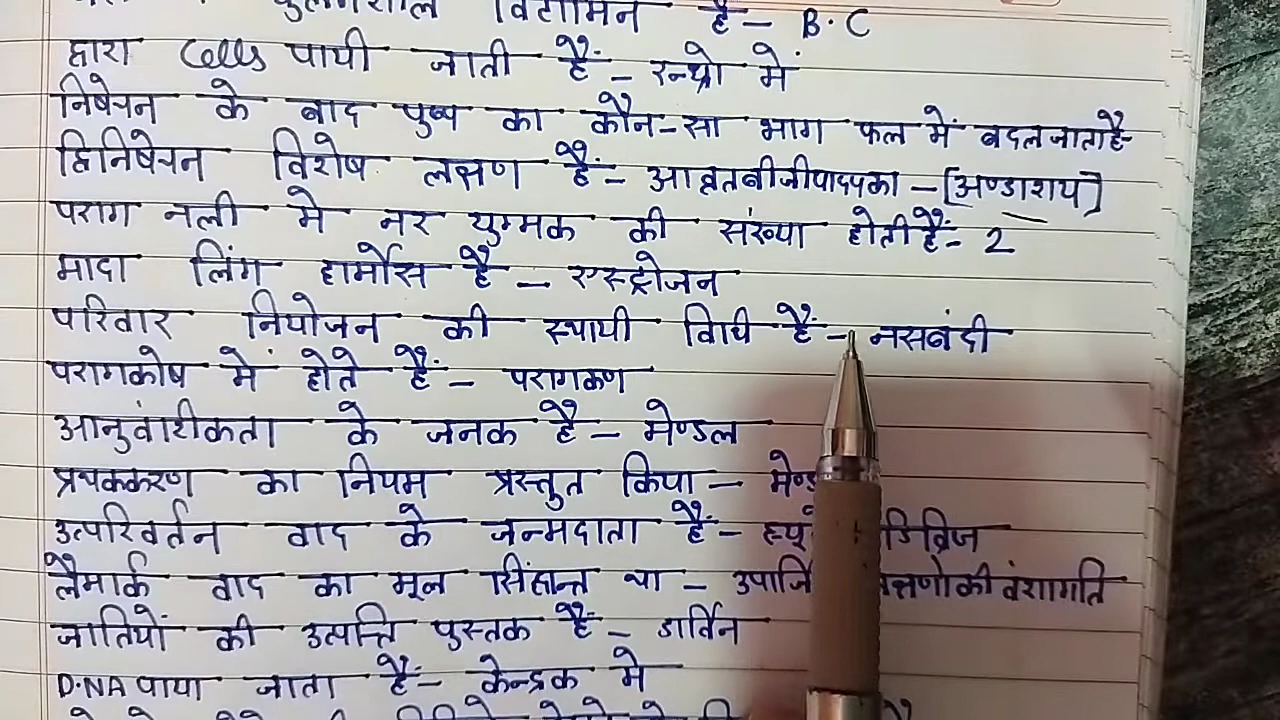 विटामिन है - B.C
द्वारा Cells पायी जाती हैं - रन्ध्रो में
निषेचन के बाद पुष्प का कौन-सा भाग फल में बदल जाता है-
द्विनिषेचन विशेष लक्षण हैं - आवृतबीजी पादपका - [अण्डाशय]
पराग नली मे नर युग्मक की संख्या होती हैं - 2
मादा लिंग हार्मोस है - एस्ट्रोजन
परिवार नियोजन की स्थायी विधि हैं - नसबंदी
परागकोष में होते हैं - परागकण
आनुवांशीकता के जनक है - मेण्डल
प्रथककरण का नियम प्रस्तुत किया -
उत्परिवर्तन वाद के जन्मदाता हैं - डिव्रिज
लैमार्क वाद का मूल सिंद्धान्त था - वंशागति
जातियों की उत्पत्ति पुस्तक हैं - डार्विन
D.NA पाया जाता हैं - केन्द्रक मे